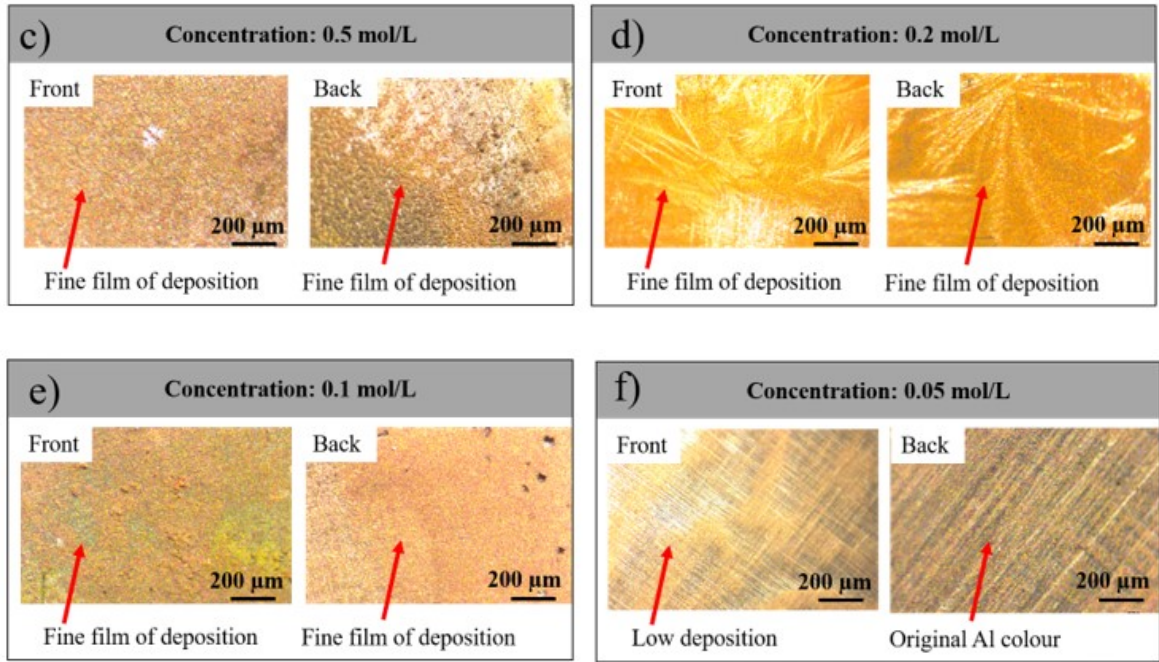 c)
Concentration: 0.5 mol/L
Front
Back
200 µm
200 µm
Fine film of deposition
Fine film of deposition
d)
Concentration: 0.2 mol/L
Front
Back
200 µm
200 µm
Fine film of deposition
Fine film of deposition
e)
Concentration: 0.1 mol/L
Front
Back
200 µm
200 µm
Fine film of deposition
Fine film of deposition
f)
Concentration: 0.05 mol/L
Front
Back
200 µm
200 µm
Low deposition
Original Al colour